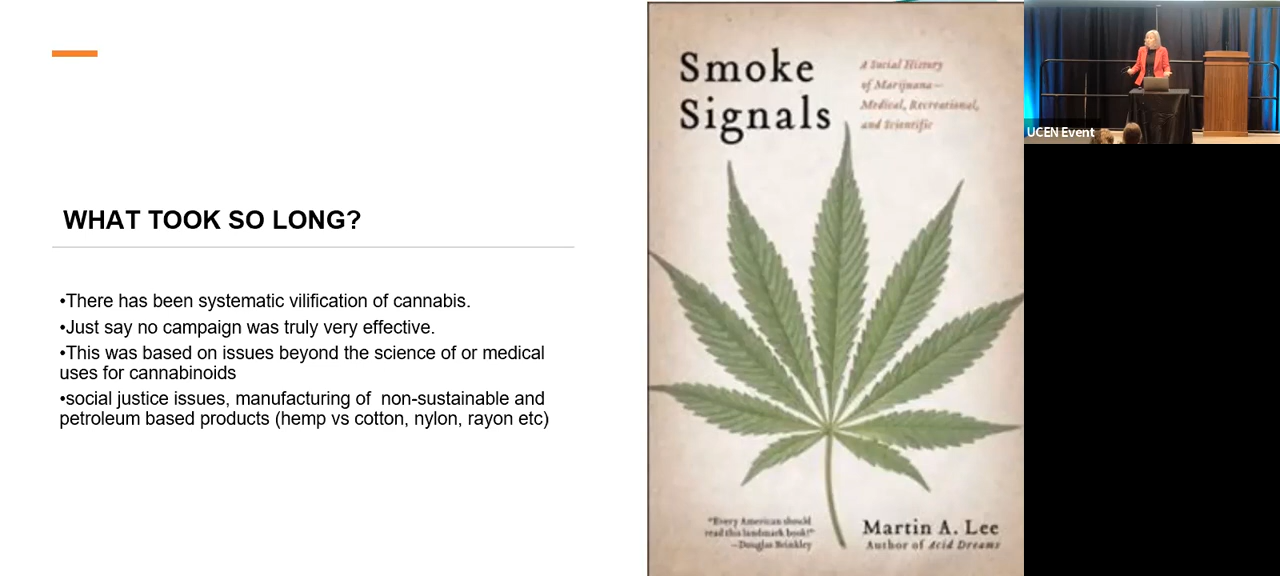 WHAT TOOK SO LONG?
•There has been systematic vilification of cannabis.
•Just say no campaign was truly very effective.
•This was based on issues beyond the science of or medical
uses for cannabinoids
•social justice issues, manufacturing of  non-sustainable and
petroleum based products (hemp vs cotton, nylon, rayon etc)
Smoke
Signals
A Social History
of Marijuana—
Medical, Recreational,
and Scientific
"Every American should
read this landmark book!"
—Douglas Brinkley
Martin A. Lee
Author of Acid Dreams
UCEN Event